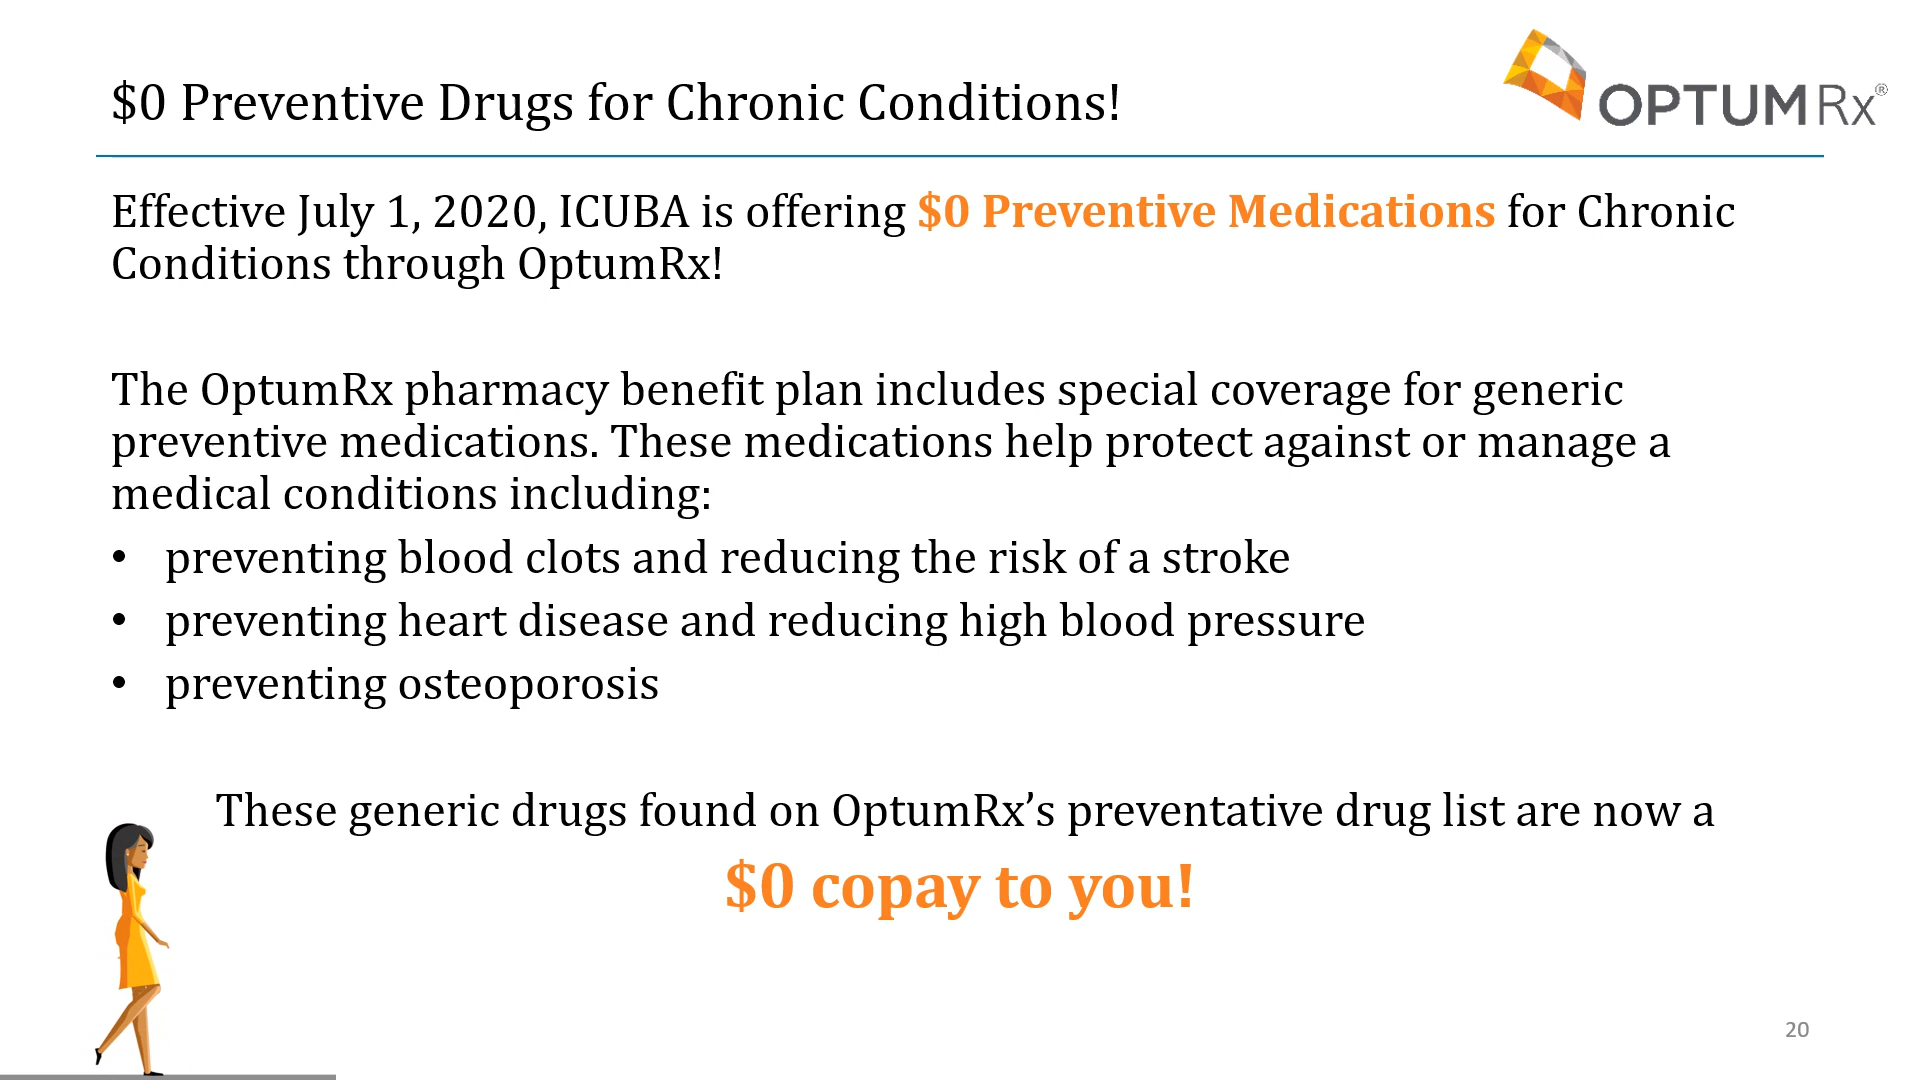 $0 Preventive Drugs for Chronic Conditions!
OPTUMRx®
Effective July 1, 2020, ICUBA is offering $0 Preventive Medications for Chronic
Conditions through OptumRx!
The OptumRx pharmacy benefit plan includes special coverage for generic
preventive medications. These medications help protect against or manage a
medical conditions including:
• preventing blood clots and reducing the risk of a stroke
• preventing heart disease and reducing high blood pressure
• preventing osteoporosis
These generic drugs found on OptumRx’s preventative drug list are now a
$0 copay to you!
20